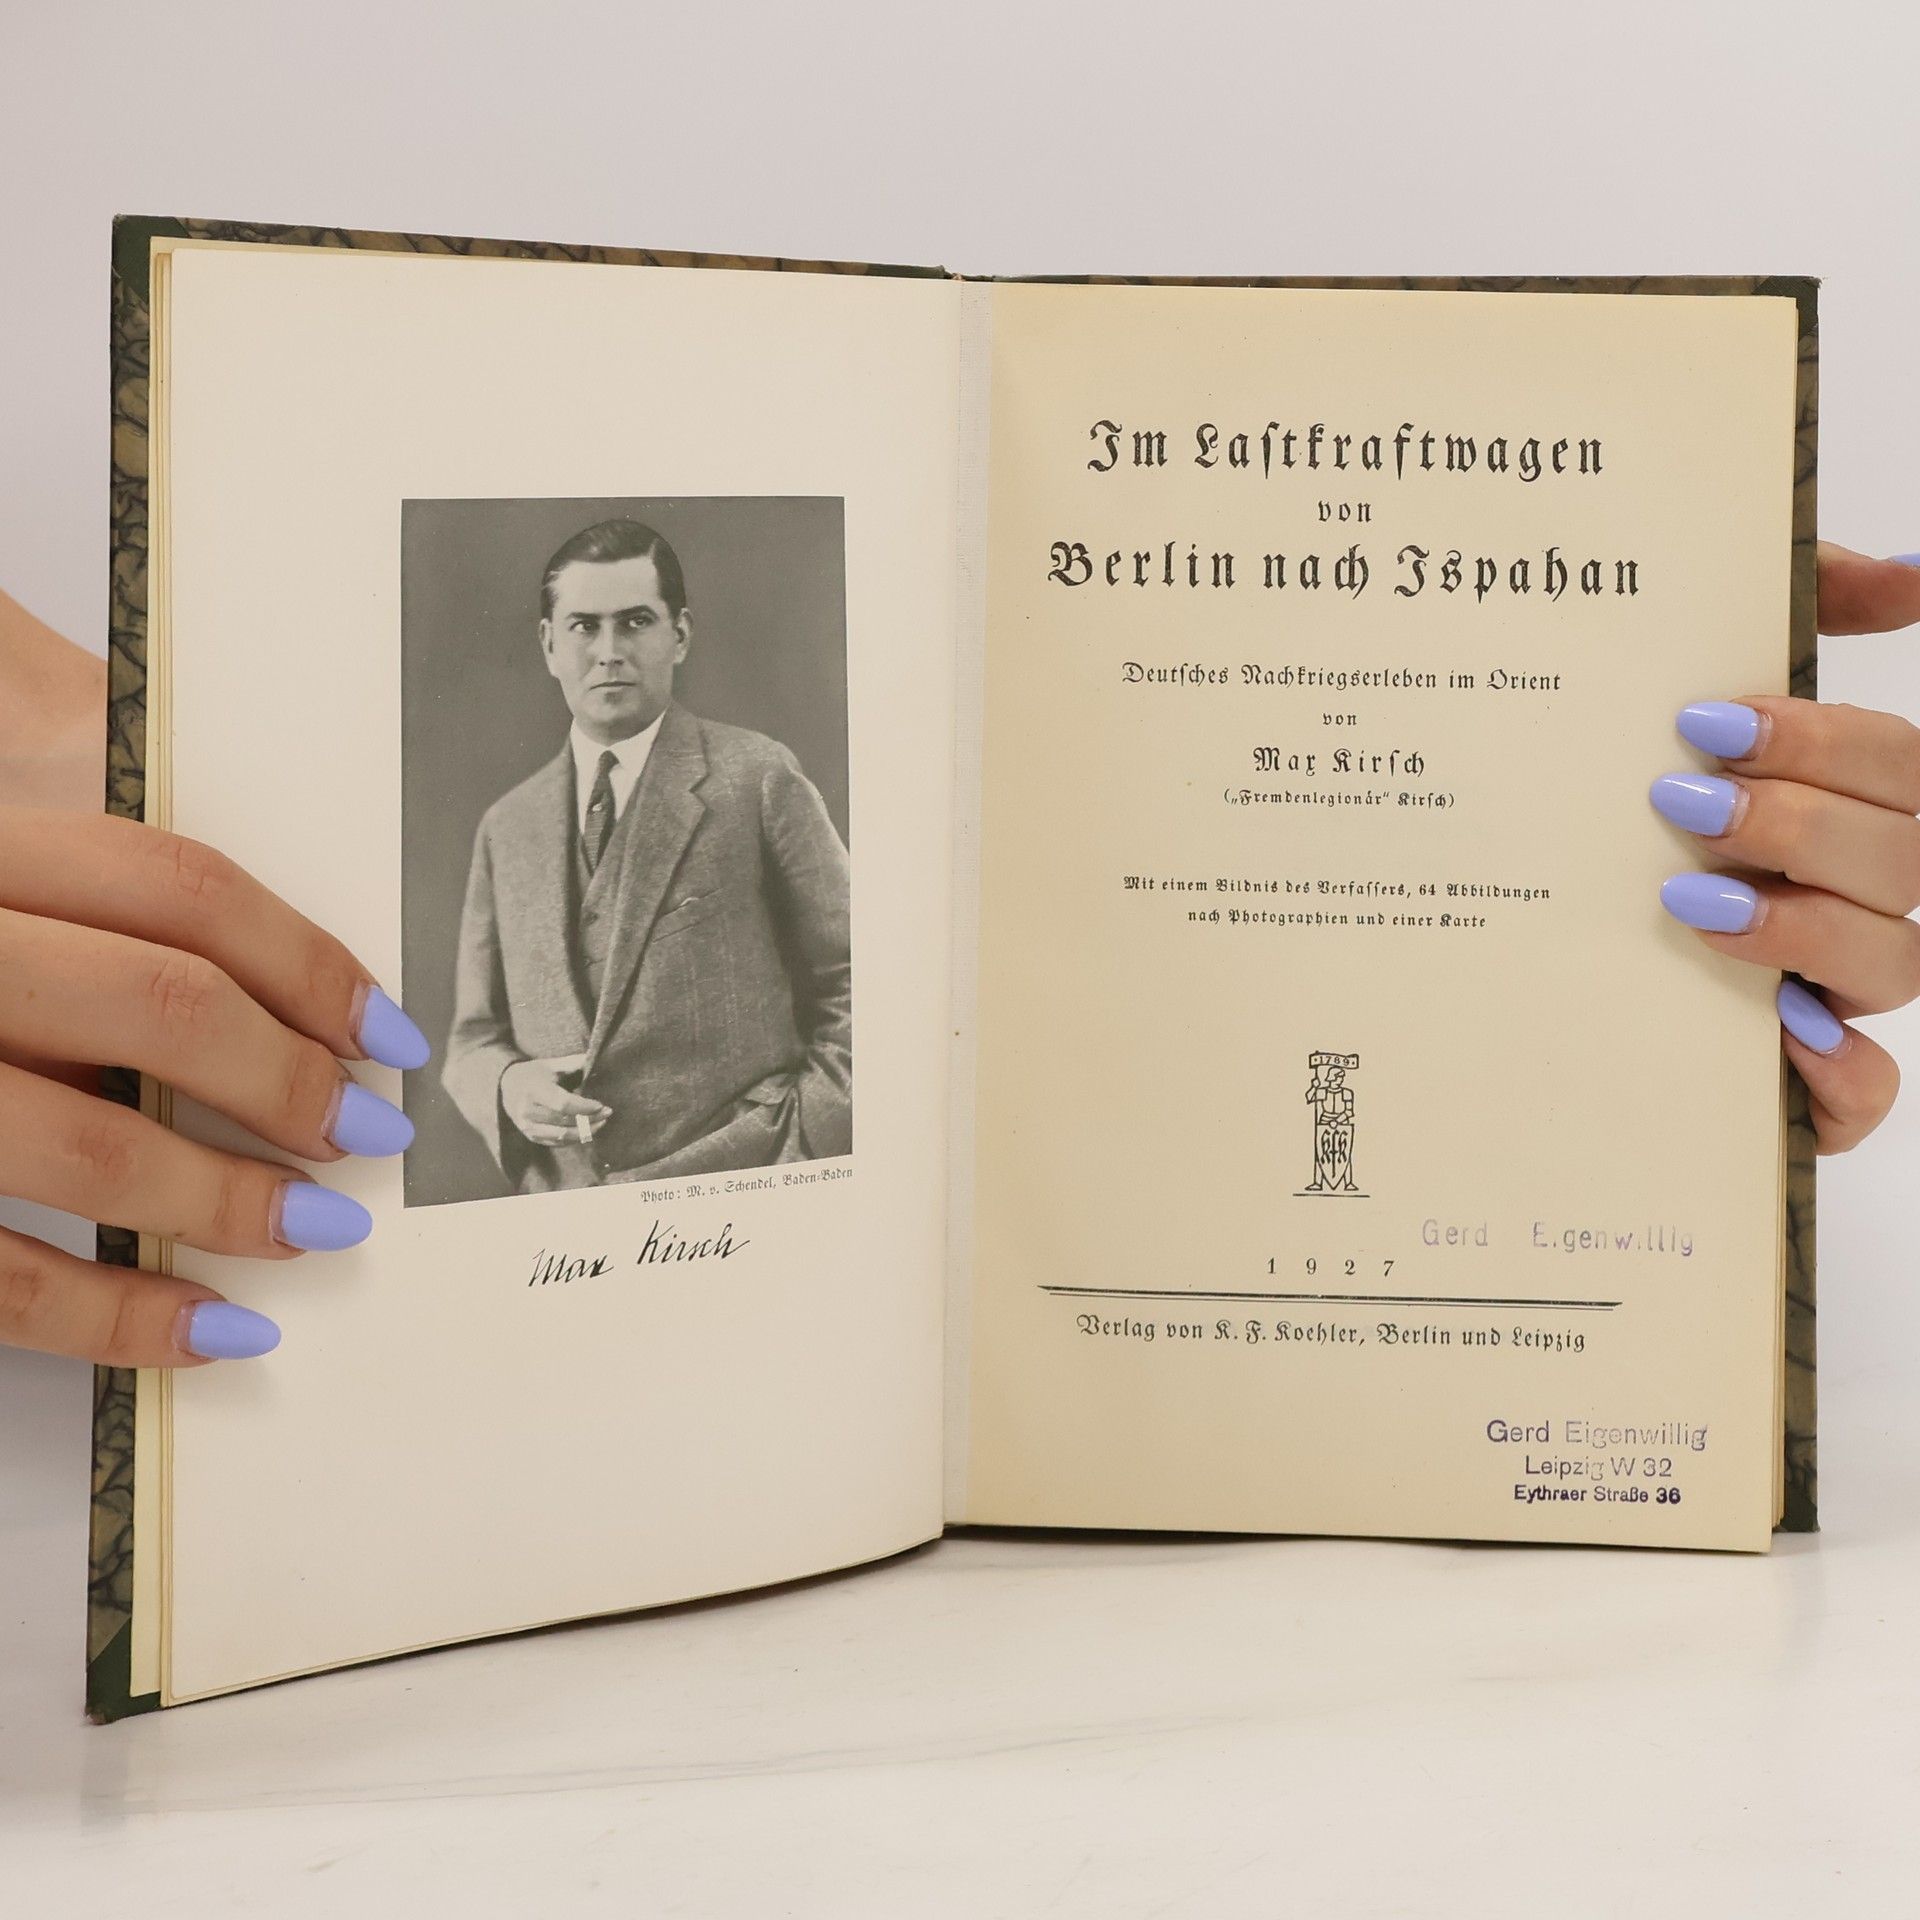 Photo: M. v. Schendel, Baden-Baden
Max Kirsch
Im Laſtkraftwagen
von
Berlin nach Iſpahan
Deutſches Nachkriegserleben im Orient
von
Max Kirſch
(„Fremdenlegionär“ Kirſch)
Mit einem Bildnis des Verfaſſers, 64 Abbildungen
nach Photographien und einer Karte
·1789·
KFK
Gerd Eigenwillig
1927
Verlag von K. F. Koehler, Berlin und Leipzig
Gerd Eigenwillig
Leipzig W 32
Eythraer Straße 36